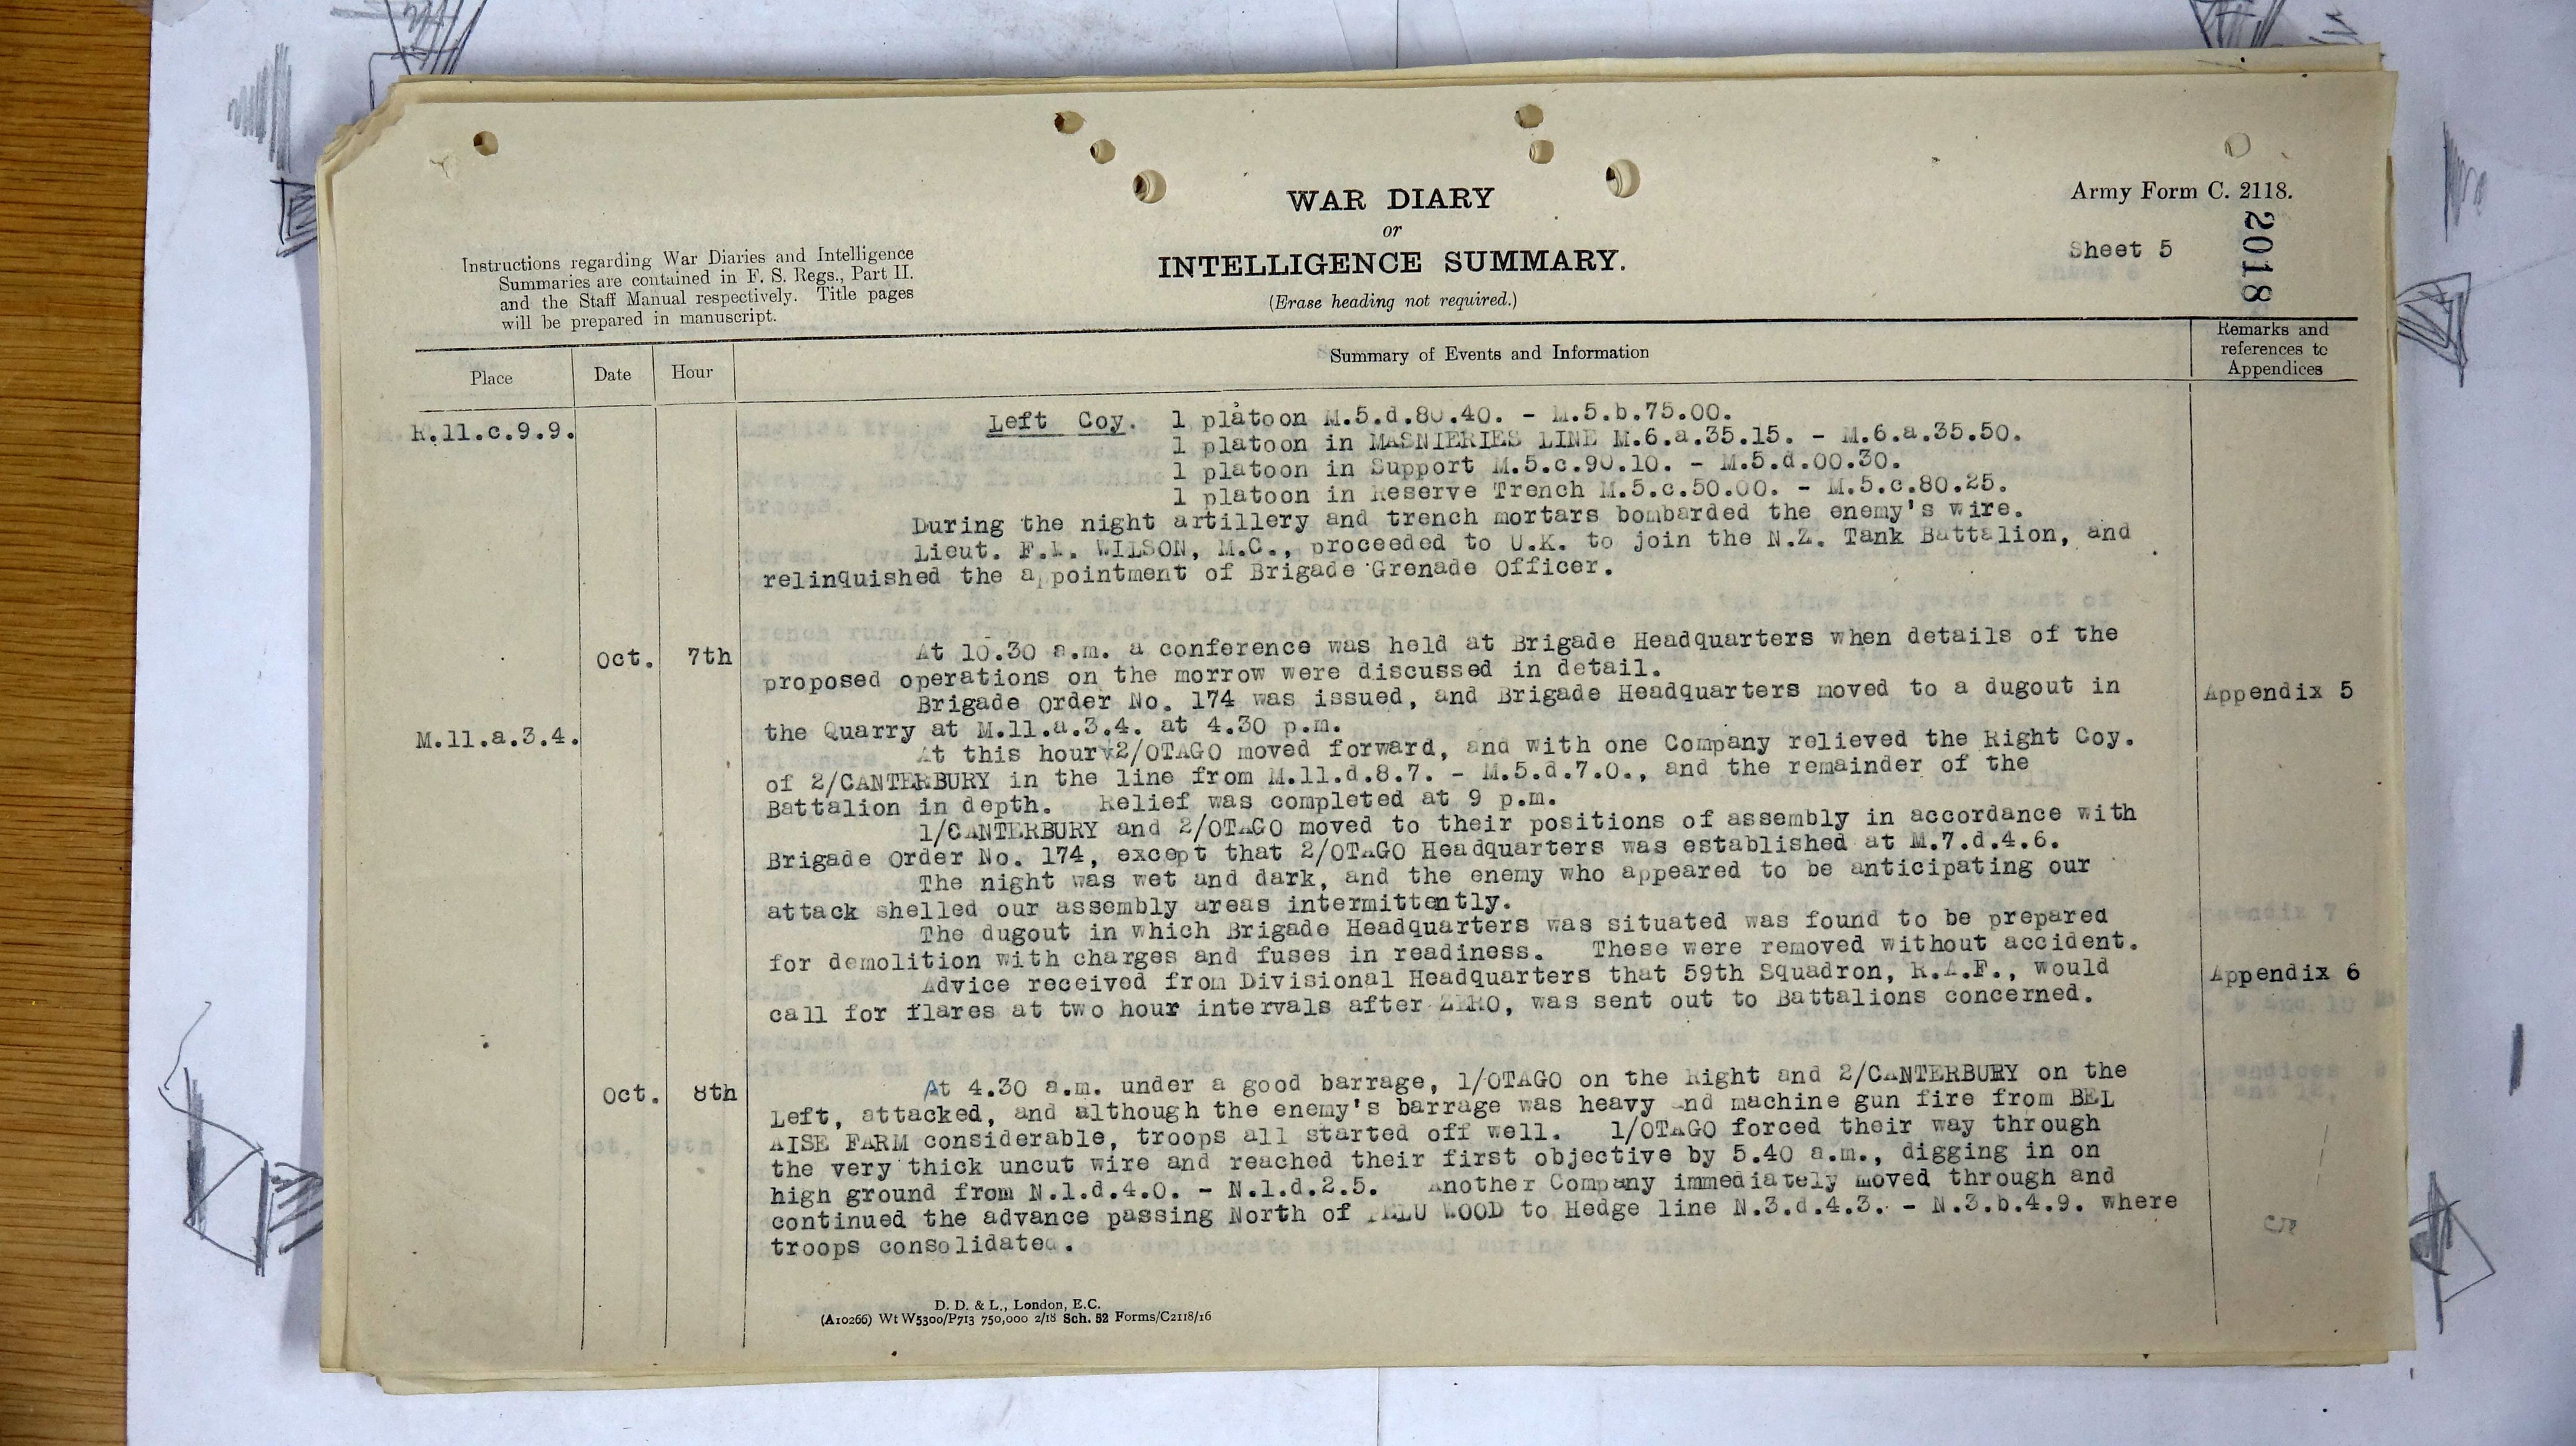 WAR DIARY
or
INTELLIGENCE SUMMARY.
(Erase heading not required.)
Army Form C. 2118.
Sheet 5
2018
Instructions regarding War Diaries and Intelligence
Summaries are contained in F. S. Regs., Part II.
and the Staff Manual respectively. Title pages
will be prepared in manuscript.
Place
Date
Hour
Summary of Events and Information
Remarks and
references to
Appendices
R.11.c.9.9.
Left Coy. 1 platoon M.5.d.80.40. - M.5.b.75.00.
1 platoon in MASNIERIES LINE M.6.a.35.15. - M.6.a.35.50.
1 platoon in Support M.5.c.90.10. - M.5.d.00.30.
1 platoon in Reserve Trench M.5.c.50.00. - M.5.c.80.25.
During the night artillery and trench mortars bombarded the enemy's wire.
Lieut. WILSON, M.C., proceeded to U.K. to join the N.Z. Tank Battalion, and
relinquished the appointment of Brigade Grenade Officer.
Oct. 7th
At 10.30 a.m. a conference was held at Brigade Headquarters when details of the
proposed operations on the morrow were discussed in detail.
Brigade Order No. 174 was issued, and Brigade Headquarters moved to a dugout in
Appendix 5
the Quarry at M.11.a.3.4. at 4.30 p.m.
M.11.a.3.4.
At this hour 2/OTAGO moved forward, and with one Company relieved the Right Coy.
of 2/CANTERBURY in the line from M.11.d.8.7. - M.5.d.7.0., and the remainder of the
Battalion in depth. Relief was completed at 9 p.m.
1/CANTERBURY and 2/OTAGO moved to their positions of assembly in accordance with
Brigade Order No. 174, except that 2/OTAGO Headquarters was established at M.7.d.4.6.
The night was wet and dark, and the enemy who appeared to be anticipating our
attack shelled our assembly areas intermittently.
The dugout in which Brigade Headquarters was situated was found to be prepared
for demolition with charges and fuses in readiness. These were removed without accident.
Advice received from Divisional Headquarters that 59th Squadron, R.A.F., would
Appendix 6
call for flares at two hour intervals after ZERO, was sent out to Battalions concerned.
Oct. 8th
At 4.30 a.m. under a good barrage, 1/OTAGO on the Right and 2/CANTERBURY on the
Left, attacked, and although the enemy's barrage was heavy and machine gun fire from BEL
AISE FARM considerable, troops all started off well. 1/OTAGO forced their way through
the very thick uncut wire and reached their first objective by 5.40 a.m., digging in on
high ground from N.1.d.4.0. - N.1.d.2.5. Another Company immediately moved through and
continued the advance passing North of PELU WOOD to Hedge line N.3.d.4.3. - N.3.b.4.9. where
troops consolidated.
D. D. & L., London, E.C.
(A10266) Wt W5300/P713 750,000 2/18 Sch. 52 Forms/C2118/16